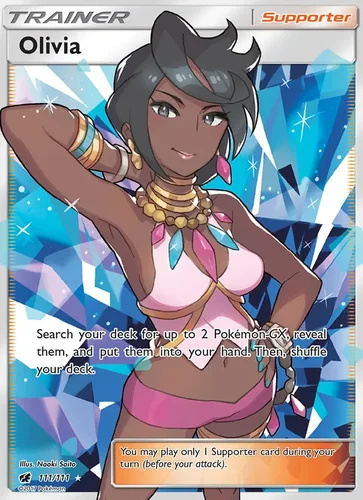 TRAINER
Supporter
Olivia
Search your deck for up to 2 Pokémon-GX, reveal
them, and put them into your hand. Then, shuffle
your deck.
Illus. Naoki Saito
111/111
©2017 Pokémon
You may play only 1 Supporter card during your
turn (before your attack).